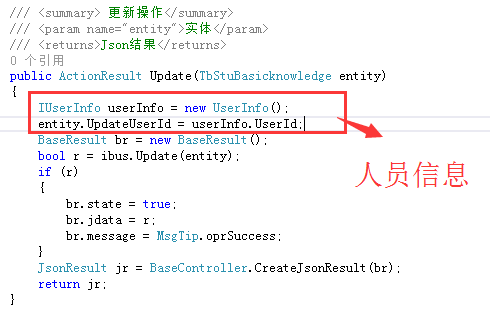 /// <summary> 更新操作</summary>
/// <param name="entity">实体</param>
/// <returns>Json结果</returns>
0 个引用
public ActionResult Update(TbStuBasicknowledge entity)
{
IUserInfo userInfo = new UserInfo();
entity.UpdateUserId = userInfo.UserId;
BaseResult br = new BaseResult();
bool r = ibus.Update(entity);
if (r)
{
br.state = true;
br.jdata = r;
br.message = MsgTip.oprSuccess;
}
JsonResult jr = BaseController.CreateJsonResult(br);
return jr;
}
人员信息